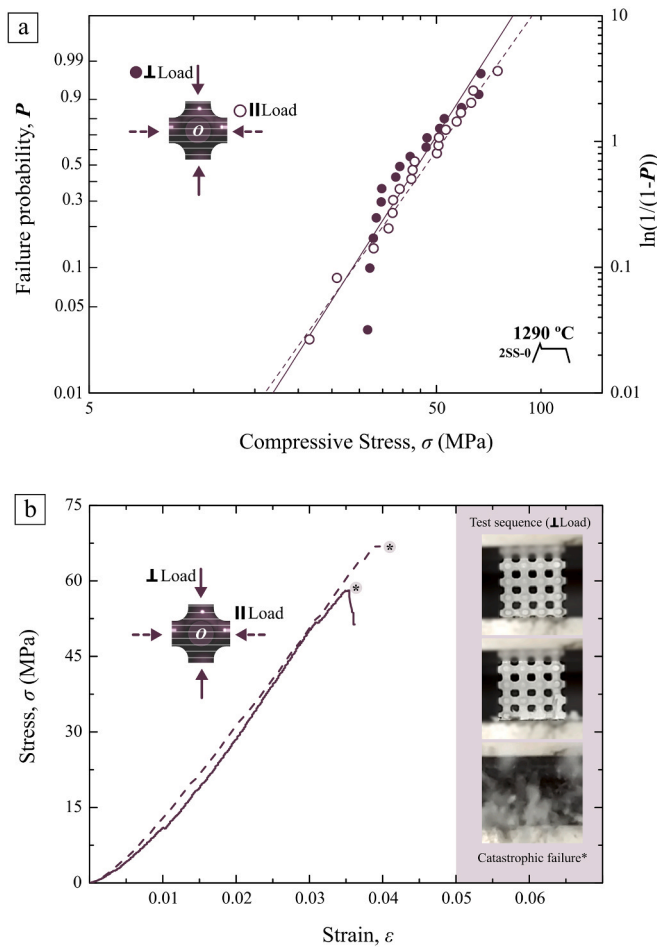 a
10
0.99
⊥Load
0.9
||Load
O
1
Failure probability, P
0.5
0.3
ln(1/(1-P))
0.1
0.1
0.05
1290 ºC
2SS-0
0.01
0.01
5
50
100
Compressive Stress, σ (MPa)
b
75
Test sequence (⊥Load)
*
60
⊥Load
*
||Load
O
45
Stress, σ (MPa)
30
15
Catastrophic failure*
0
0.01
0.02
0.03
0.04
0.05
0.06
Strain, ε